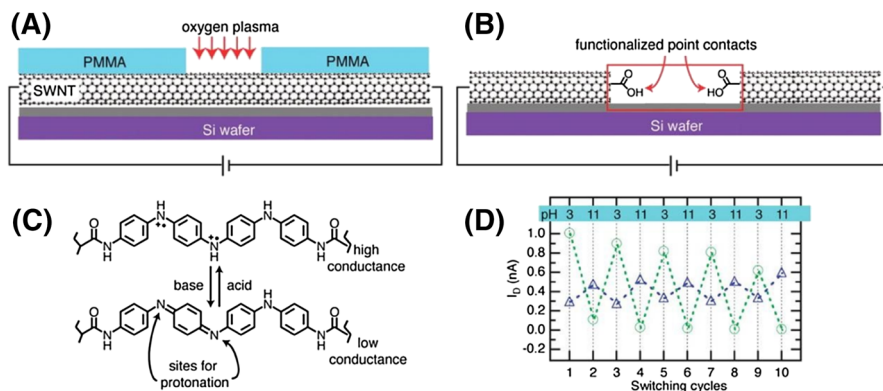 (A)
oxygen plasma
PMMA
PMMA
SWNT
Si wafer
(B)
functionalized point contacts
O
OH
O
HO
Si wafer
(C)
H
N
H
N
O
N
H
N
H
O
N
H
high
conductance
base
acid
H
N
O
N
H
N
N
O
N
H
low
conductance
sites for
protonation
(D)
pH 3 11 3 11 3 11 3 11 3 11
1.0
0.8
0.6
0.4
0.2
0.0
-0.2
I_D (nA)
1 2 3 4 5 6 7 8 9 10
Switching cycles